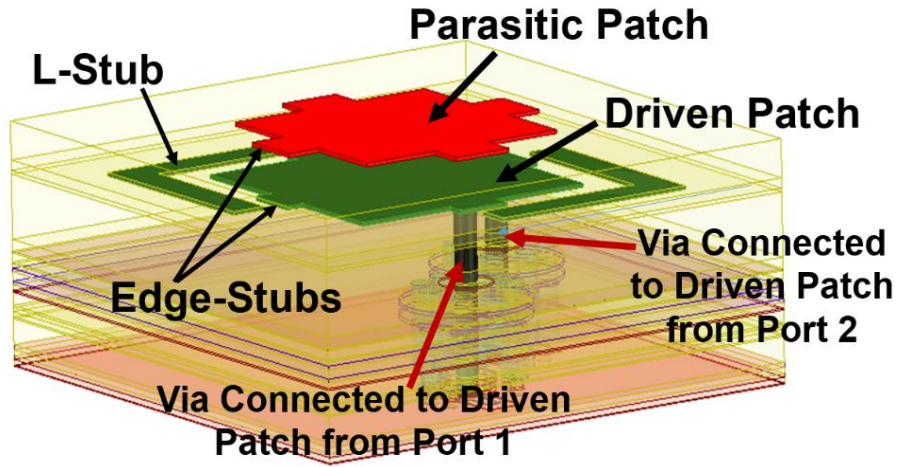 Parasitic Patch
L-Stub
Driven Patch
Edge-Stubs
Via Connected
to Driven Patch
from Port 2
Via Connected to Driven
Patch from Port 1